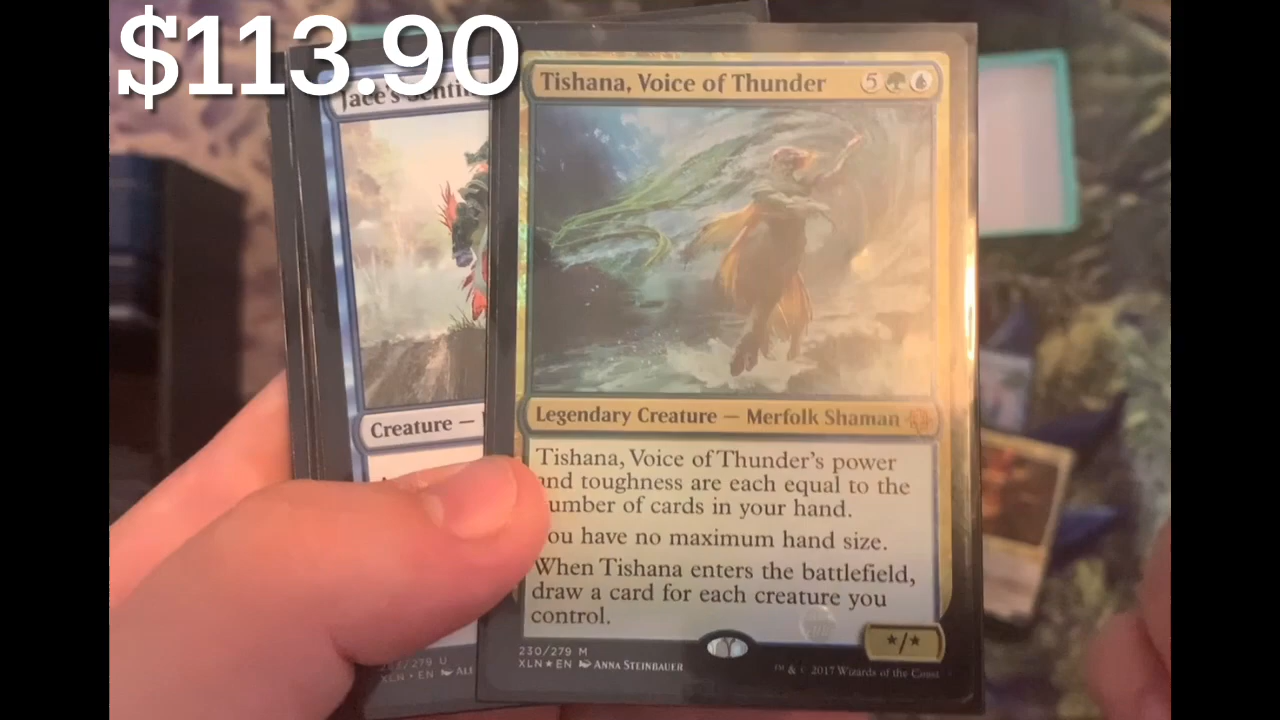 $113.90
Jace's
Tishana, Voice of Thunder 5
Creature —
Legendary Creature — Merfolk Shaman
Tishana, Voice of Thunder's power
and toughness are each equal to the
number of cards in your hand.
You have no maximum hand size.
When Tishana enters the battlefield,
draw a card for each creature you
control.
*/*
230/279 M
XLN ★ EN ANNA STEINBAUER
™ & © 2017 Wizards of the Coast
/279 U
XLN • EN